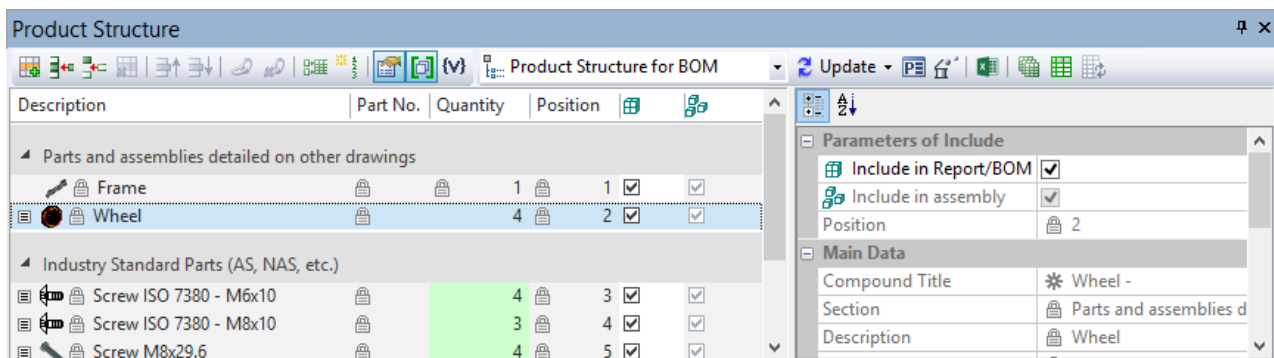 Product Structure
{v} Product Structure for BOM Update
Description Part No. Quantity Position
Parts and assemblies detailed on other drawings
Frame 1 1
Wheel 4 2
Industry Standard Parts (AS, NAS, etc.)
Screw ISO 7380 - M6x10 4 3
Screw ISO 7380 - M8x10 3 4
Screw M8x29.6 4 5
Parameters of Include
Include in Report/BOM
Include in assembly
Position 2
Main Data
Compound Title Wheel -
Section Parts and assemblies d
Description Wheel